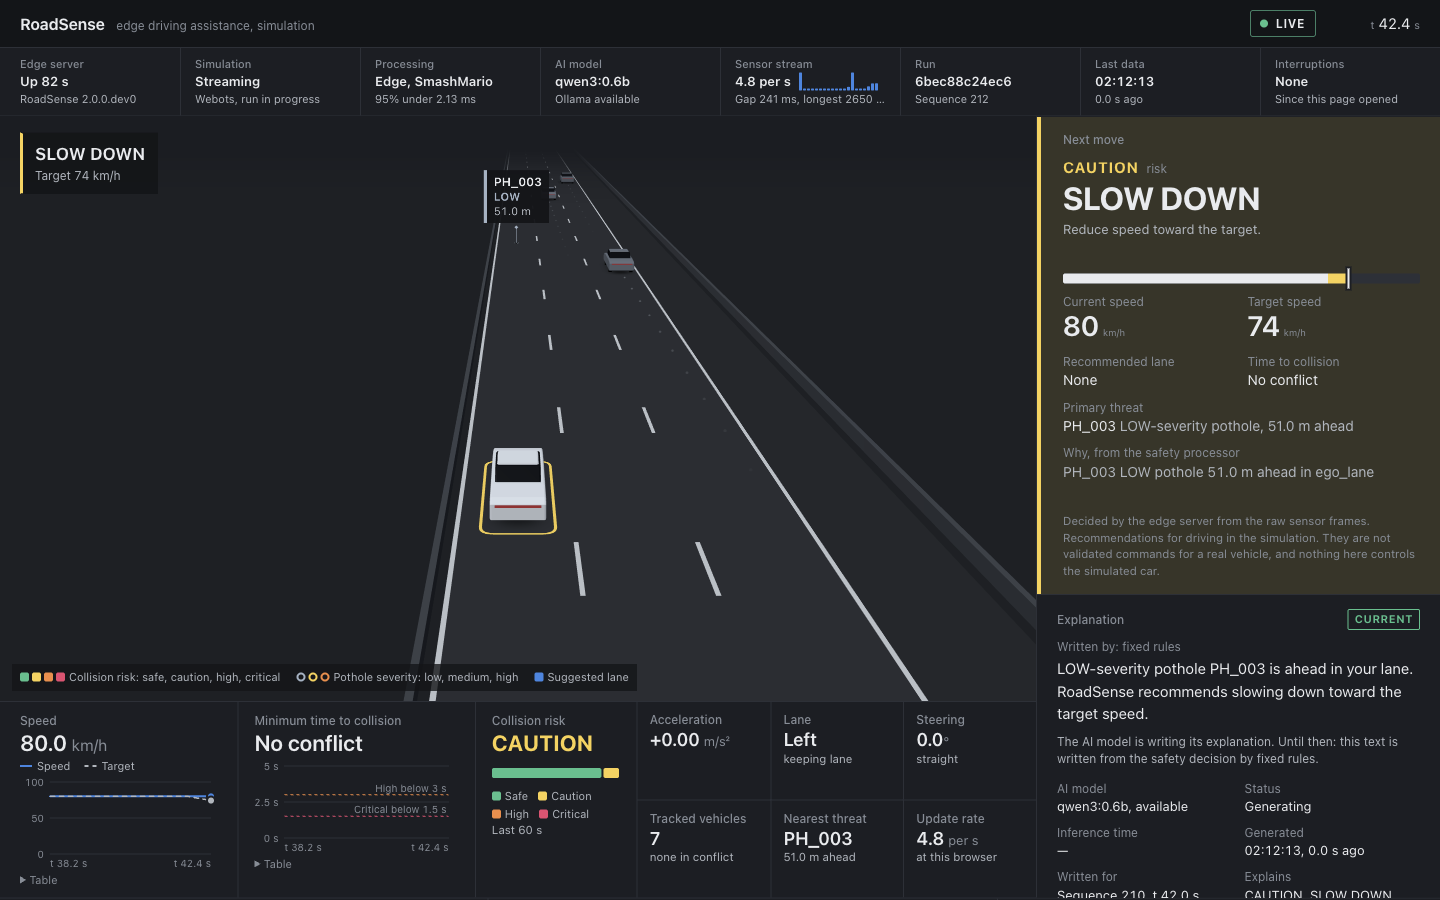 RoadSense edge driving assistance, simulation
LIVE
t 42.4 s
Edge server
Up 82 s
RoadSense 2.0.0.dev0
Simulation
Streaming
Webots, run in progress
Processing
Edge, SmashMario
95% under 2.13 ms
AI model
qwen3:0.6b
Ollama available
Sensor stream
4.8 per s
Gap 241 ms, longest 2650 ...
Run
6bec88c24ec6
Sequence 212
Last data
02:12:13
0.0 s ago
Interruptions
None
Since this page opened
SLOW DOWN
Target 74 km/h
PH_003
LOW
51.0 m
Collision risk: safe, caution, high, critical
Pothole severity: low, medium, high
Suggested lane
Next move
CAUTION risk
SLOW DOWN
Reduce speed toward the target.
Current speed
80 km/h
Target speed
74 km/h
Recommended lane
None
Time to collision
No conflict
Primary threat
PH_003 LOW-severity pothole, 51.0 m ahead
Why, from the safety processor
PH_003 LOW pothole 51.0 m ahead in ego_lane
Decided by the edge server from the raw sensor frames.
Recommendations for driving in the simulation. They are not
validated commands for a real vehicle, and nothing here controls
the simulated car.
Explanation
CURRENT
Written by: fixed rules
LOW-severity pothole PH_003 is ahead in your lane.
RoadSense recommends slowing down toward the
target speed.
The AI model is writing its explanation. Until then: this text is
written from the safety decision by fixed rules.
AI model
qwen3:0.6b, available
Status
Generating
Inference time
—
Generated
02:12:13, 0.0 s ago
Written for
Sequence 210, t 42.0 s
Explains
CAUTION, SLOW DOWN
Speed
80.0 km/h
Speed
Target
100
50
0
t 38.2 s
t 42.4 s
Table
Minimum time to collision
No conflict
5 s
High below 3 s
2.5 s
Critical below 1.5 s
0 s
t 38.2 s
t 42.4 s
Table
Collision risk
CAUTION
Safe
Caution
High
Critical
Last 60 s
Acceleration
+0.00 m/s²
Lane
Left
keeping lane
Steering
0.0°
straight
Tracked vehicles
7
none in conflict
Nearest threat
PH_003
51.0 m ahead
Update rate
4.8 per s
at this browser